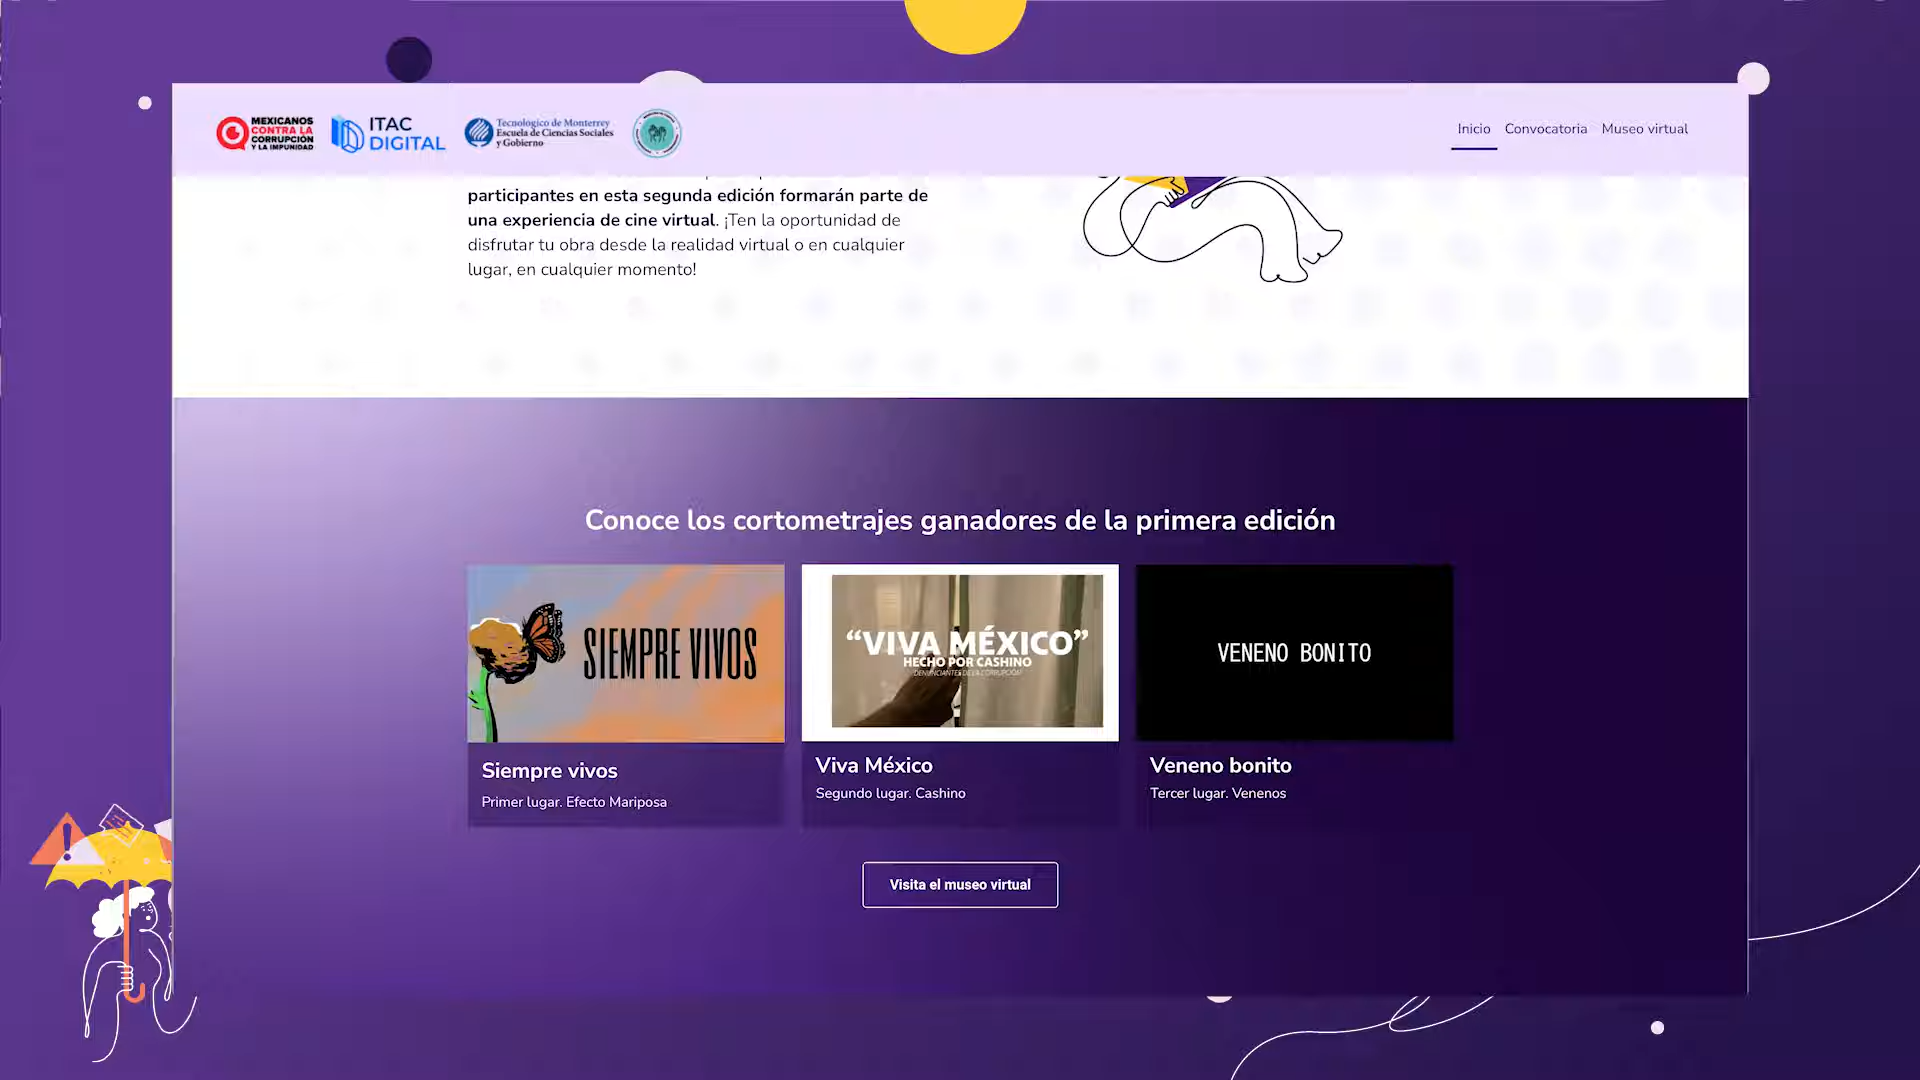 MEXICANOS
CONTRA LA
CORRUPCIÓN
Y LA IMPUNIDAD
ITAC
DIGITAL
Tecnológico de Monterrey
Escuela de Ciencias Sociales
y Gobierno
Inicio Convocatoria Museo virtual
participantes en esta segunda edición formarán parte de
una experiencia de cine virtual. ¡Ten la oportunidad de
disfrutar tu obra desde la realidad virtual o en cualquier
lugar, en cualquier momento!
Conoce los cortometrajes ganadores de la primera edición
SIEMPRE VIVOS
“VIVA MÉXICO”
HECHO POR CASHINO
DENUNCIANTES DE LA CORRUPCIÓN
VENENO BONITO
Siempre vivos
Primer lugar. Efecto Mariposa
Viva México
Segundo lugar. Cashino
Veneno bonito
Tercer lugar. Venenos
Visita el museo virtual